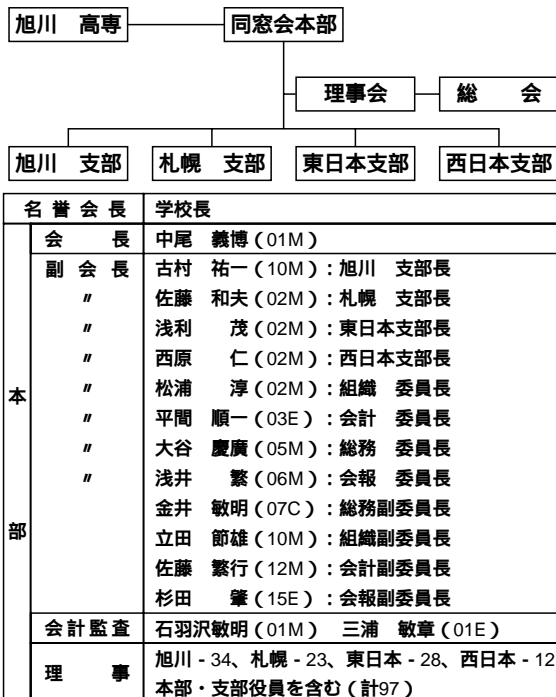 旭川　高専　同窓会本部
理事会　総　会
旭川　支部　札幌　支部　東日本支部　西日本支部
名誉会長　学校長
会　長　中尾　義博（01M）
副会長　古村　祐一（10M）：旭川　支部長
〃　佐藤　和夫（02M）：札幌　支部長
〃　浅利　茂（02M）：東日本支部長
〃　西原　仁（02M）：西日本支部長
〃　松浦　淳（02M）：組織　委員長
〃　平間　順一（03E）：会計　委員長
〃　大谷　慶廣（05M）：総務　委員長
〃　浅井　繁（06M）：会報　委員長
金井　敏明（07C）：総務副委員長
立田　節雄（10M）：組織副委員長
佐藤　繁行（12M）：会計副委員長
杉田　肇（15E）：会報副委員長
本部
会計監査　石羽沢敏明（01M）　三浦　敏章（01E）
理　事　旭川 - 34、札幌 - 23、東日本 - 28、西日本 - 12
本部・支部役員を含む（計97）